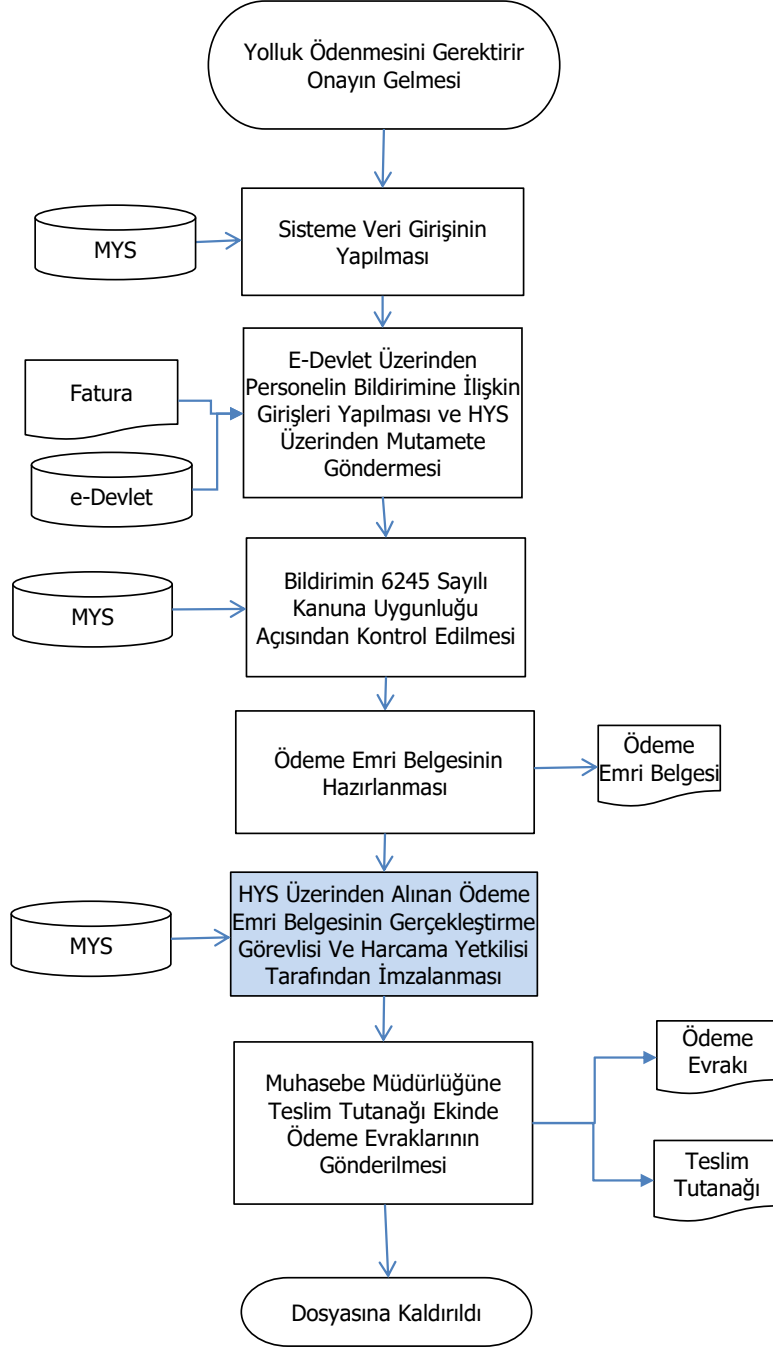 Yolluk Ödenmesini Gerektirir
Onayın Gelmesi
MYS
Sisteme Veri Girişinin
Yapılması
Fatura
e-Devlet
E-Devlet Üzerinden
Personelin Bildirimine İlişkin
Girişleri Yapılması ve HYS
Üzerinden Mutamete
Göndermesi
MYS
Bildirimin 6245 Sayılı
Kanuna Uygunluğu
Açısından Kontrol Edilmesi
Ödeme Emri Belgesinin
Hazırlanması
Ödeme
Emri Belgesi
MYS
HYS Üzerinden Alınan Ödeme
Emri Belgesinin Gerçekleştirme
Görevlisi Ve Harcama Yetkilisi
Tarafından İmzalanması
Muhasebe Müdürlüğüne
Teslim Tutanağı Ekinde
Ödeme Evraklarının
Gönderilmesi
Ödeme
Evrakı
Teslim
Tutanağı
Dosyasına Kaldırıldı